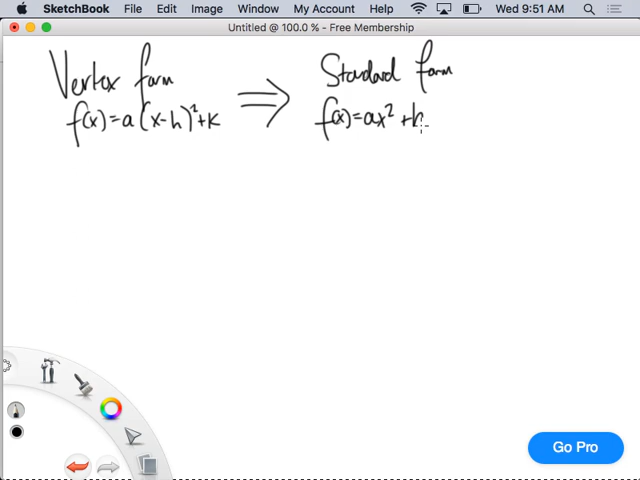 SketchBook File Edit Image Window My Account Help Wed 9:51 AM
Untitled @ 100.0 % - Free Membership
Vertex form
Standard form
f(x)=a(x-h)²+k
f(x)=ax²+
Go Pro